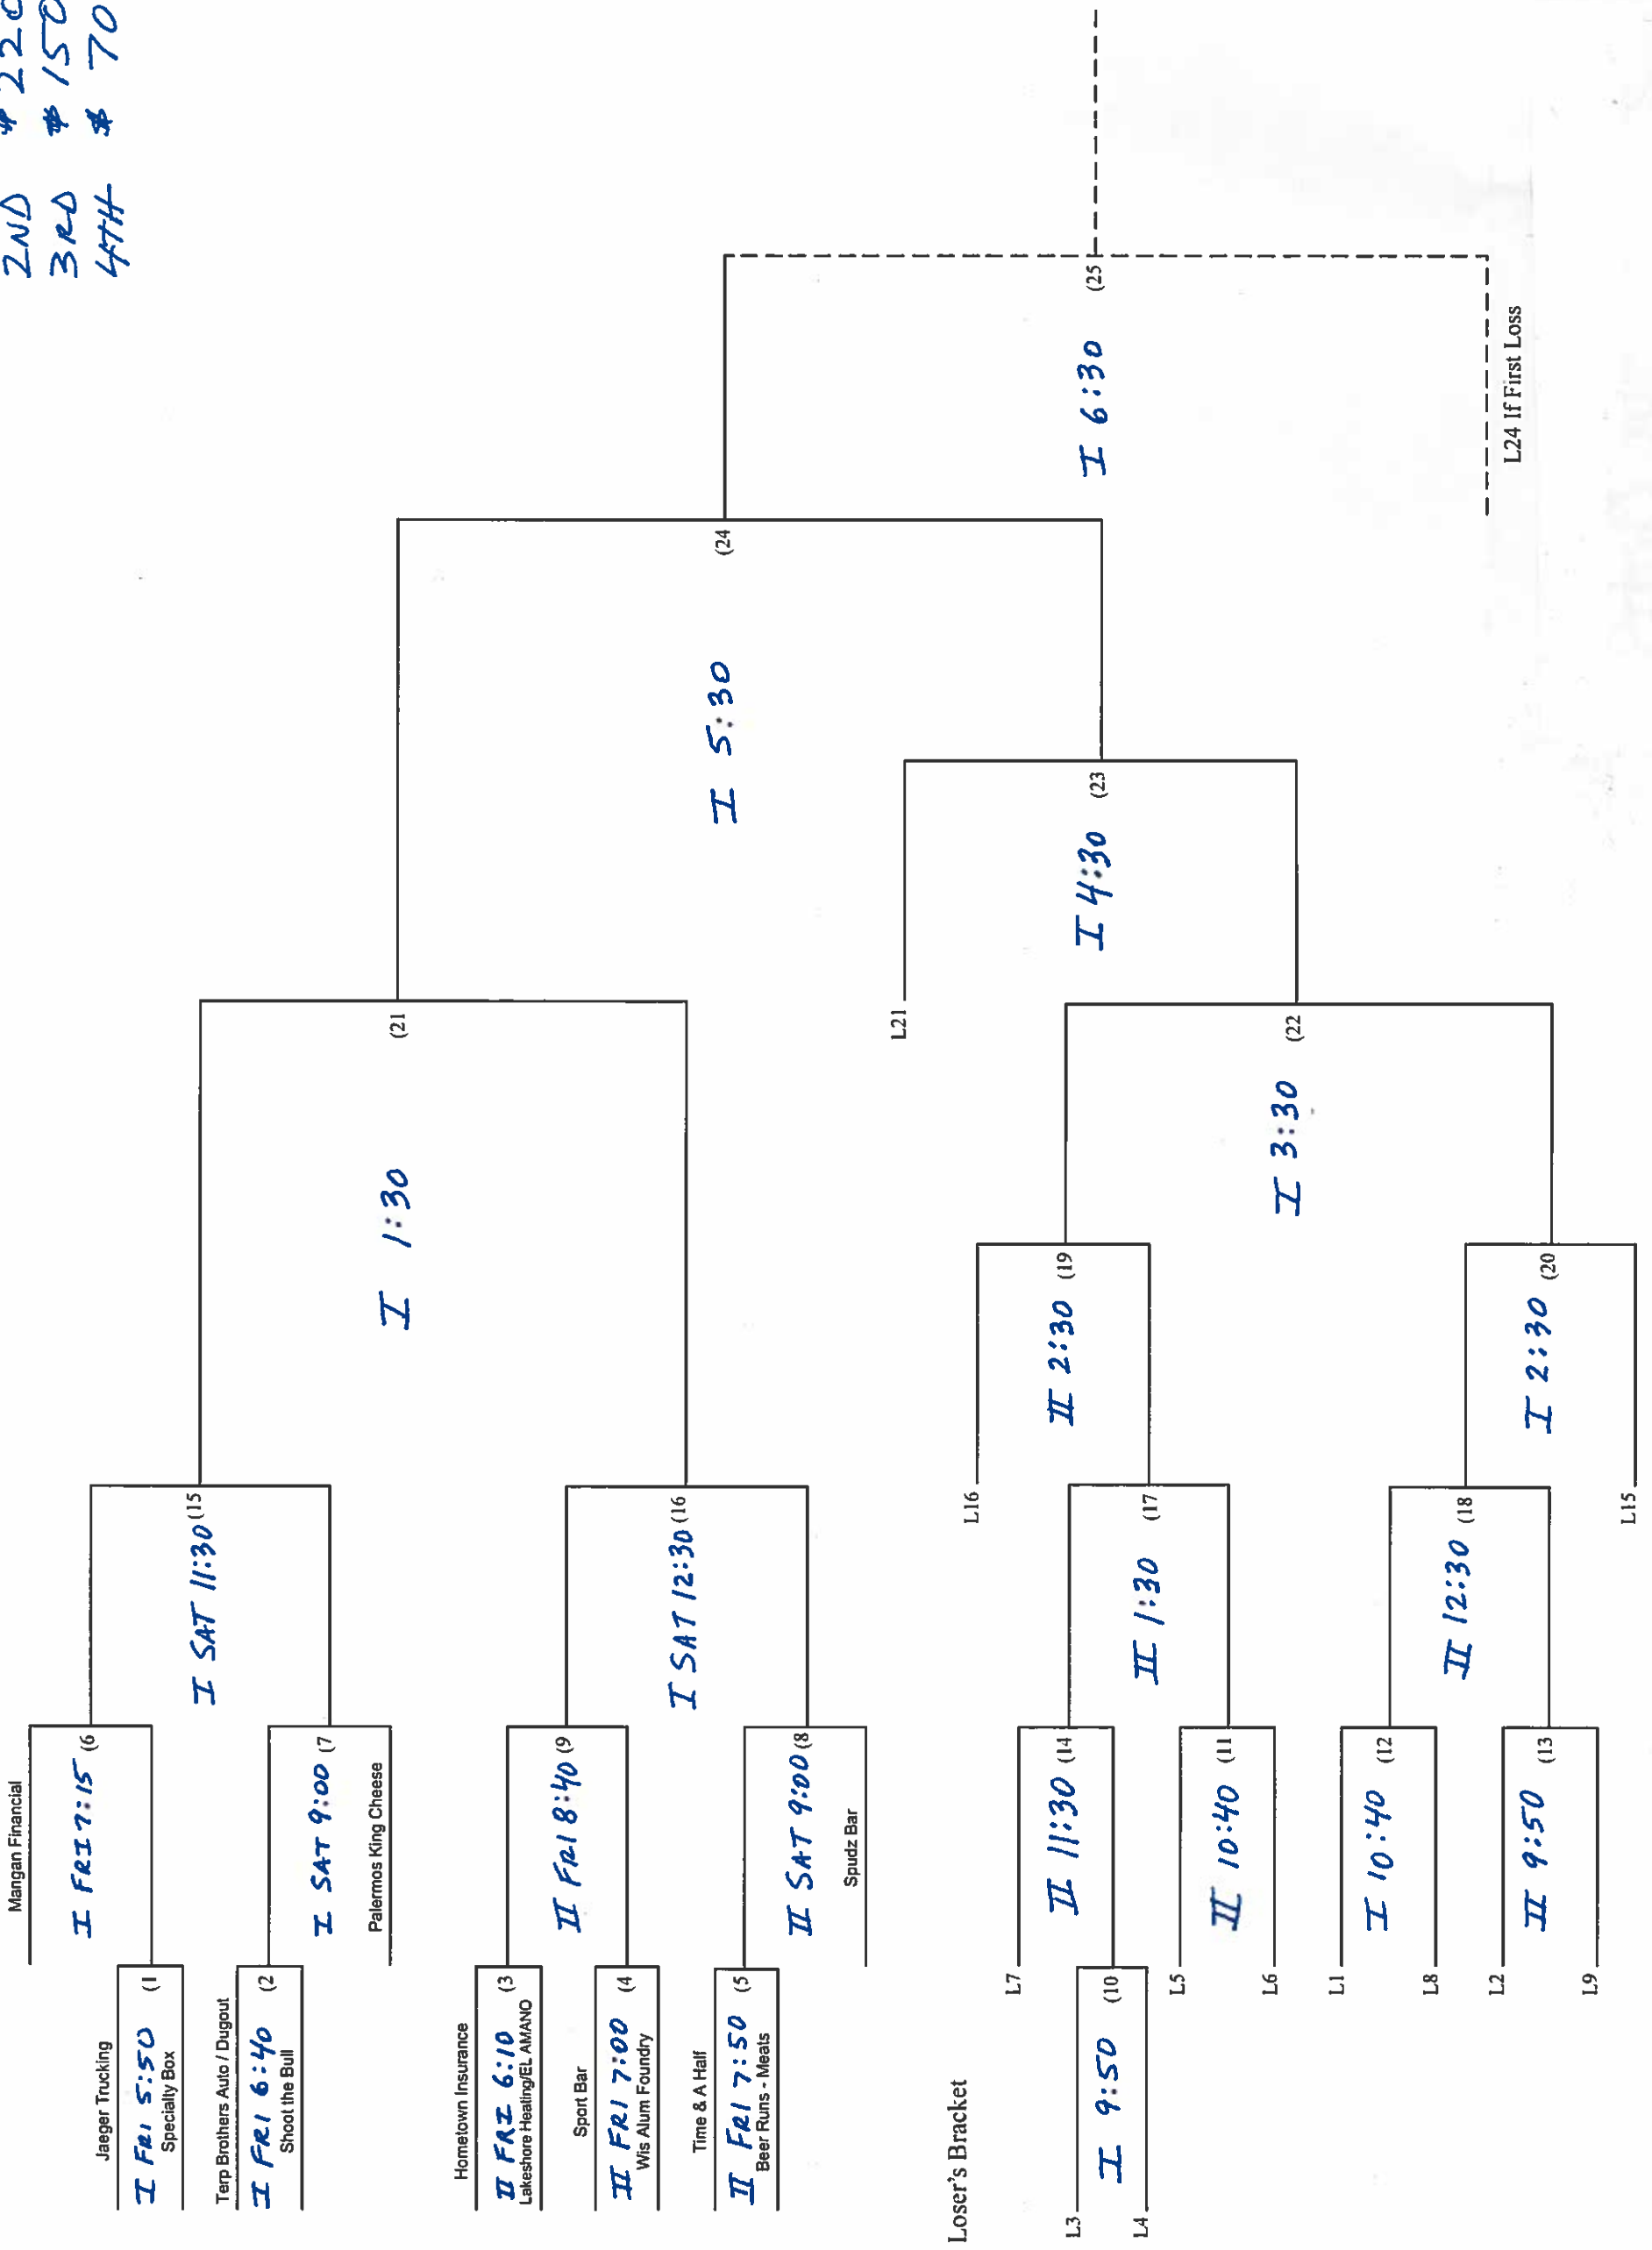 2ND $ 220
3RD $ 150
4TH $ 70
Mangan Financial
I FRI 7:15 (6
Jaeger Trucking
I FRI 5:50 (1
Specially Box
I SAT 11:30 (15
Terp Brothers Auto / Dugout
I FRI 6:40 (2
Shoot the Bull
I SAT 9:00 (7
Palermos King Cheese
I 1:30 (21
Hometown Insurance
II FRI 6:10 (3
Lakeshore Heating/EL AMANO
II FRI 8:40 (9
Sport Bar
II FRI 7:00 (4
Wis Alum Foundry
I SAT 12:30 (16
Time & A Half
II FRI 7:50 (5
Beer Runs - Meats
II SAT 9:00 (8
Spudz Bar
I 5:30 (24
I 6:30 (25
L24 If First Loss
Loser's Bracket
L21
I 4:30 (23
L16
II 2:30 (19
L7
II 11:30 (14
L3
I 9:50 (10
L4
II 1:30 (17
L5
II 10:40 (11
L6
I 3:30 (22
L1
I 10:40 (12
L8
II 12:30 (18
L2
II 9:50 (13
L9
I 2:30 (20
L15